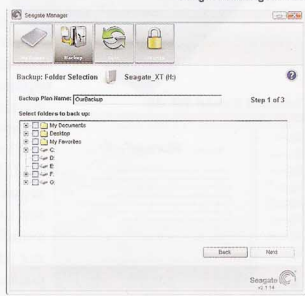 Seagate Manager
Backup
Backup: Folder Selection Seagate_XT (I:)
Backup Plan Name: OurBackup
Step 1 of 3
Select folders to back up:
My Documents
Desktop
My Favorites
C:
D:
E:
F:
G:
Back Next
Seagate